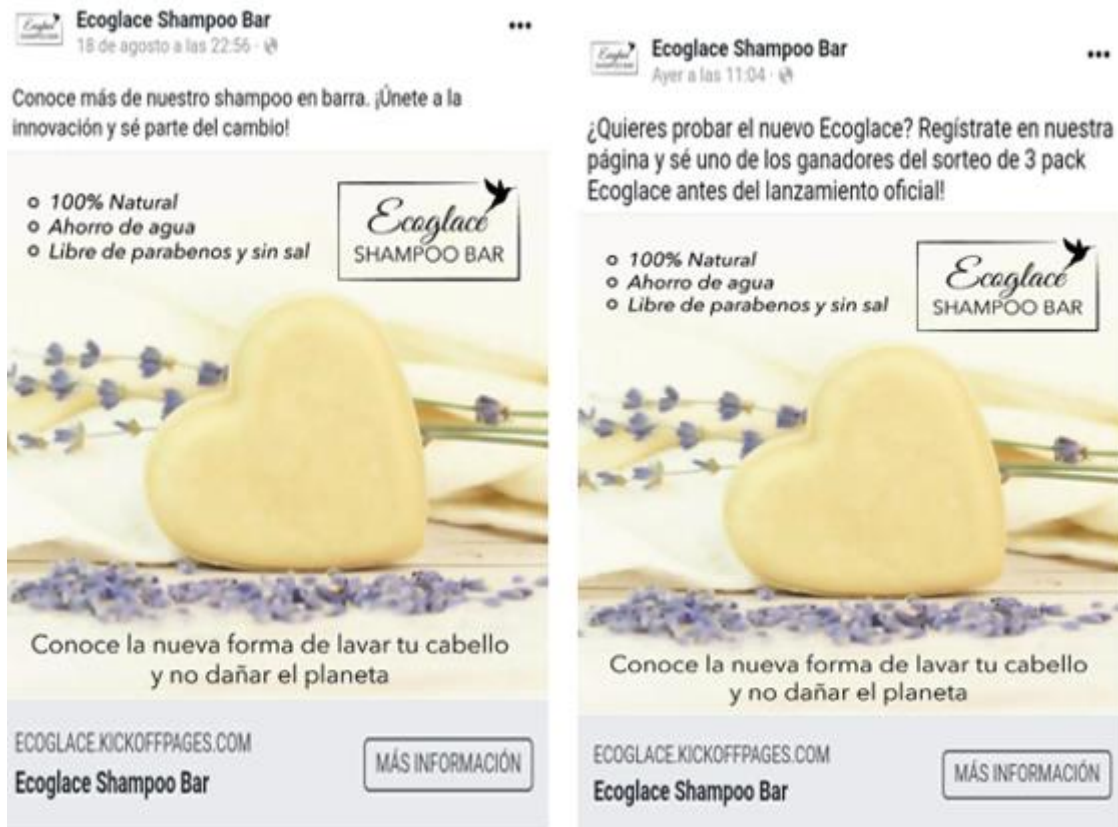 Ecoglace Shampoo Bar
18 de agosto a las 22:56
Conoce más de nuestro shampoo en barra. ¡Únete a la
innovación y sé parte del cambio!
100% Natural
Ahorro de agua
Libre de parabenos y sin sal
Ecoglacé
SHAMPOO BAR
Conoce la nueva forma de lavar tu cabello
y no dañar el planeta
ECOGLACE.KICKOFFPAGES.COM
Ecoglace Shampoo Bar
MÁS INFORMACIÓN
Ecoglace Shampoo Bar
Ayer a las 11:04
¿Quieres probar el nuevo Ecoglace? Regístrate en nuestra
página y sé uno de los ganadores del sorteo de 3 pack
Ecoglace antes del lanzamiento oficial!
100% Natural
Ahorro de agua
Libre de parabenos y sin sal
Ecoglacé
SHAMPOO BAR
Conoce la nueva forma de lavar tu cabello
y no dañar el planeta
ECOGLACE.KICKOFFPAGES.COM
Ecoglace Shampoo Bar
MÁS INFORMACIÓN